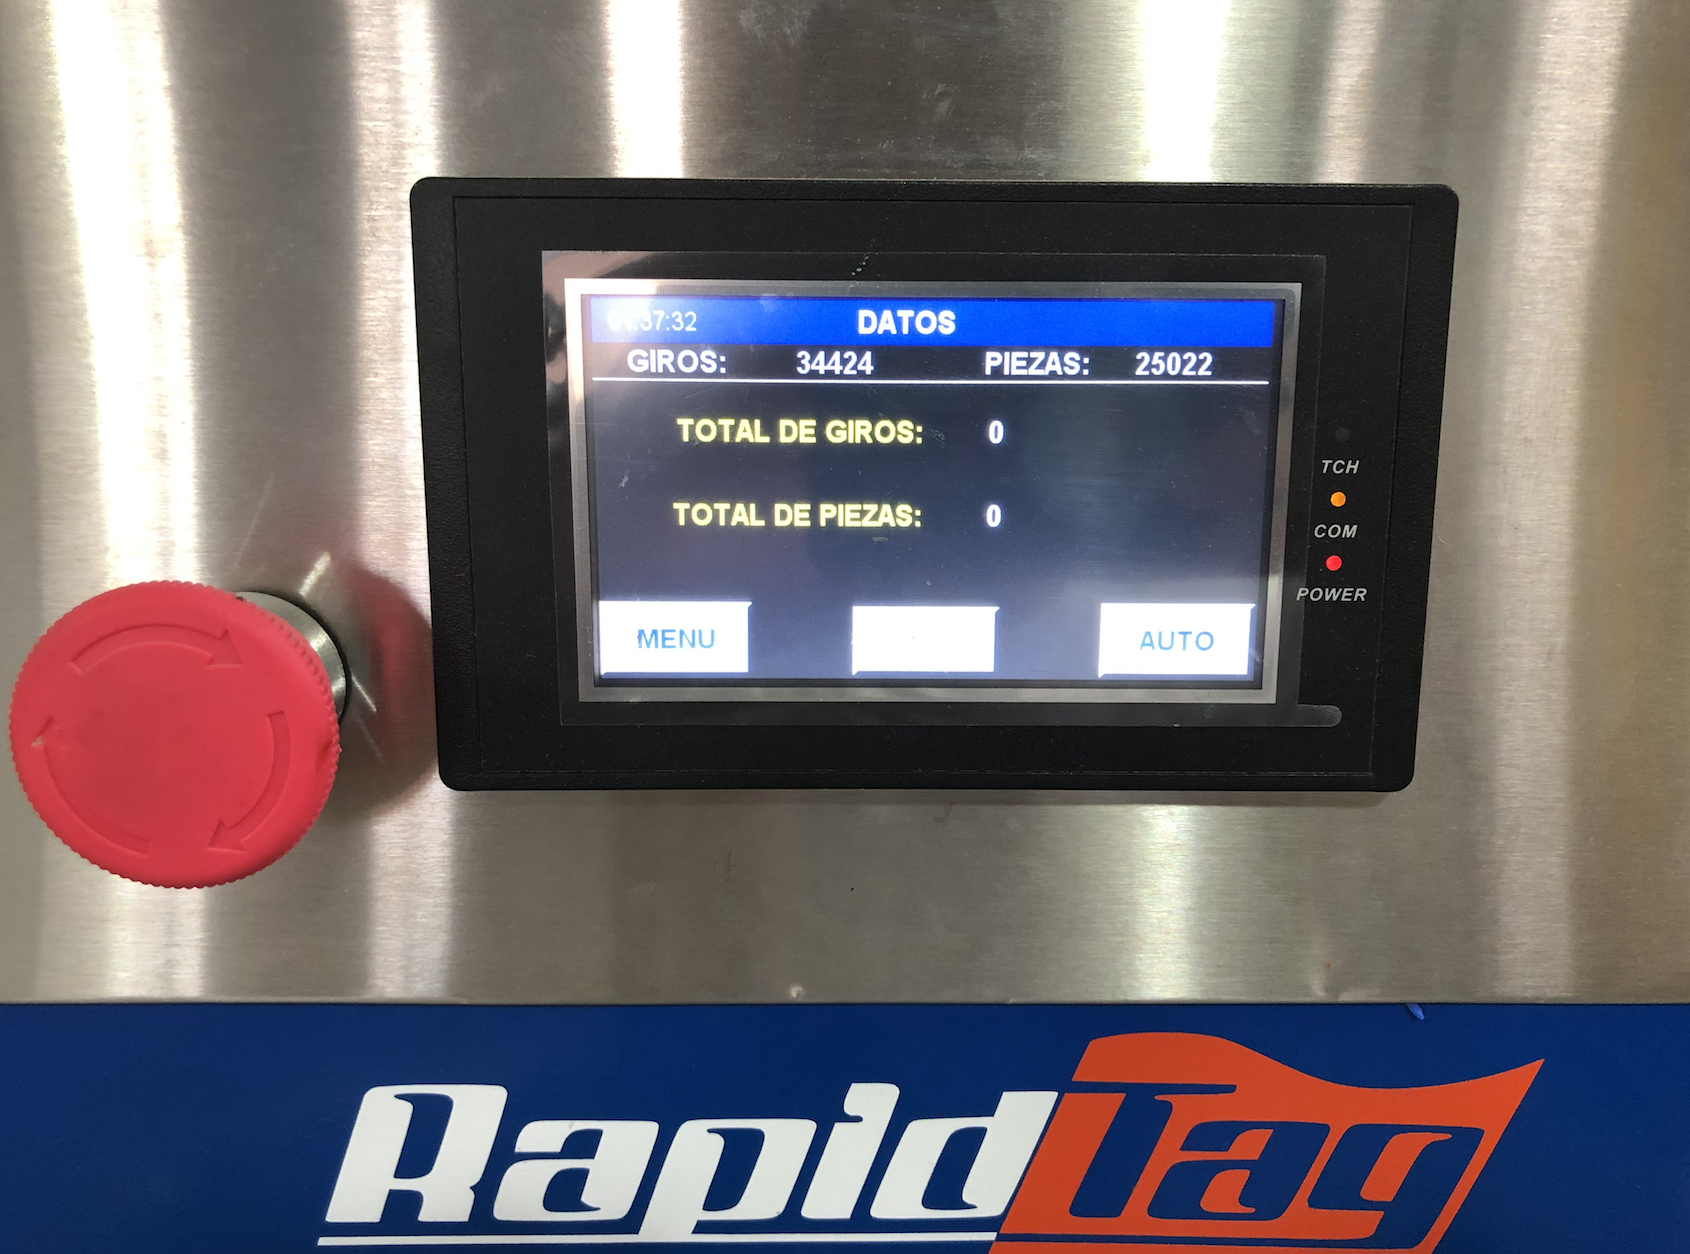 DATOS
GIROS: 34424 PIEZAS: 25022
TOTAL DE GIROS: 0
TOTAL DE PIEZAS: 0
MENU AUTO
TCH
COM
POWER
RapidTag